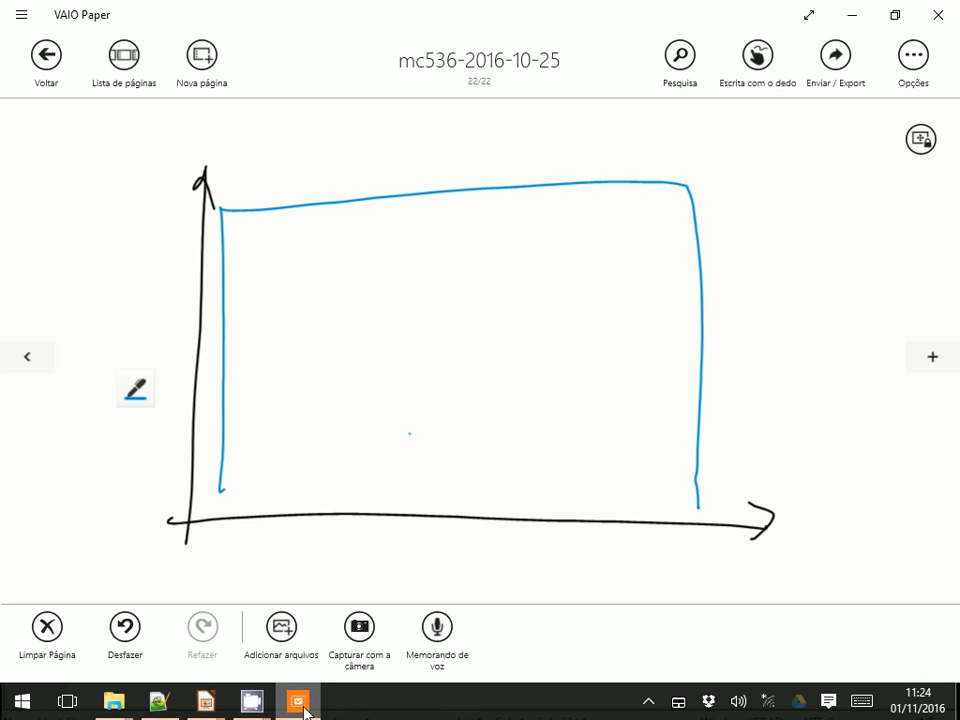 VAIO Paper
Voltar
Lista de páginas
Nova página
mc536-2016-10-25
22/22
Pesquisa
Escrita com o dedo
Enviar / Export
Opções
Limpar Página
Desfazer
Refazer
Adicionar arquivos
Capturar com a
câmera
Memorando de
voz
11:24
01/11/2016